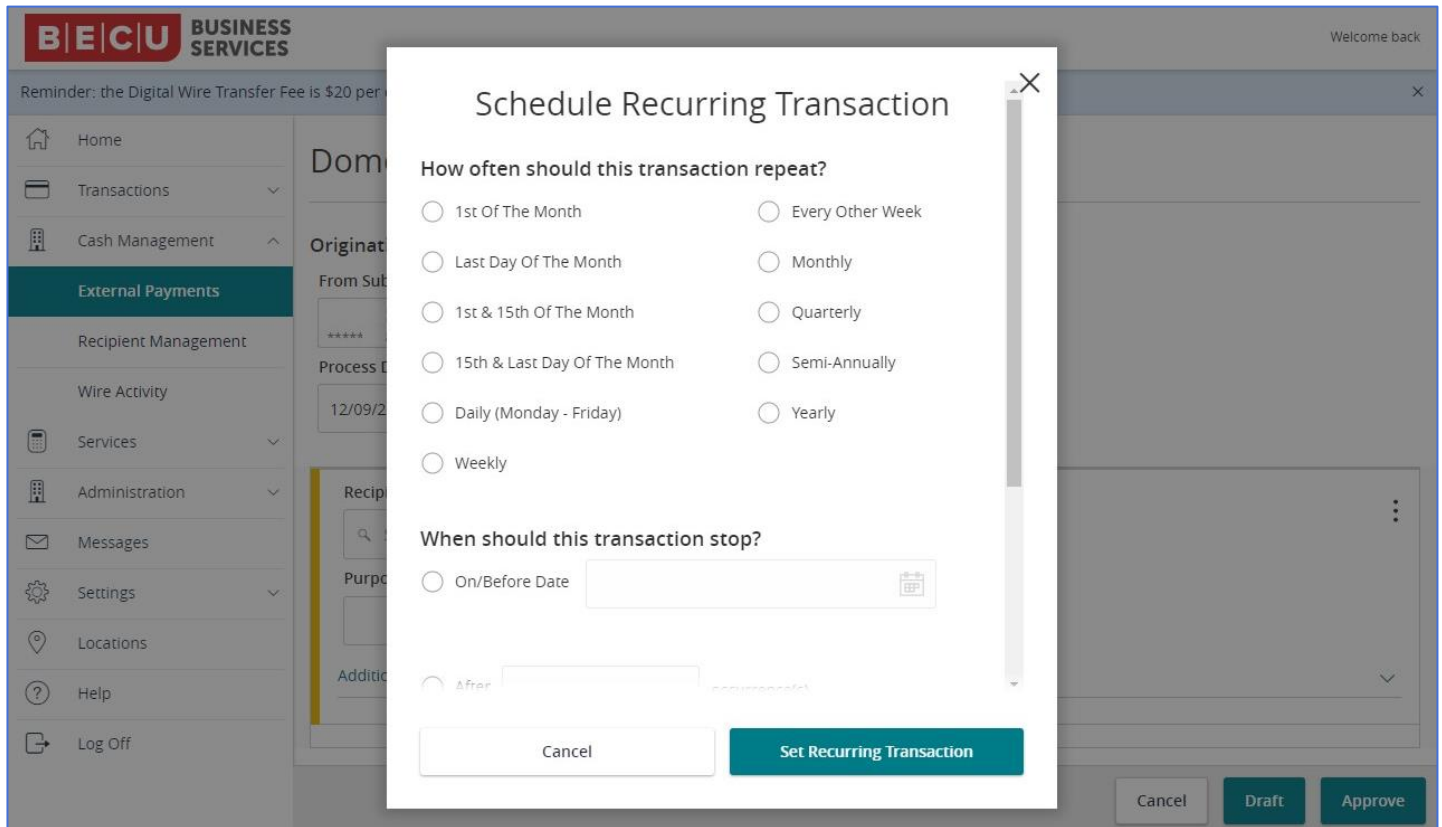 B|E|C|U BUSINESS SERVICES
Welcome back
Reminder: the Digital Wire Transfer Fee is $20 per
Home
Transactions
Cash Management
External Payments
Recipient Management
Wire Activity
Services
Administration
Messages
Settings
Locations
Help
Log Off
Dom
Originat
From Sub
*****
Process D
12/09/2
Recipi
Purpo
Additic
Schedule Recurring Transaction
How often should this transaction repeat?
1st Of The Month
Every Other Week
Last Day Of The Month
Monthly
1st & 15th Of The Month
Quarterly
15th & Last Day Of The Month
Semi-Annually
Daily (Monday - Friday)
Yearly
Weekly
When should this transaction stop?
On/Before Date
After occurrence(s)
Cancel
Set Recurring Transaction
Cancel
Draft
Approve